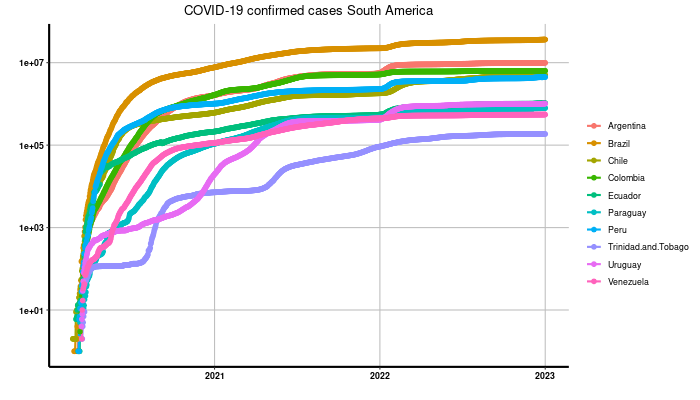 COVID-19 confirmed cases South America
1e+07
1e+05
1e+03
1e+01
2021
2022
2023
Argentina
Brazil
Chile
Colombia
Ecuador
Paraguay
Peru
Trinidad.and.Tobago
Uruguay
Venezuela